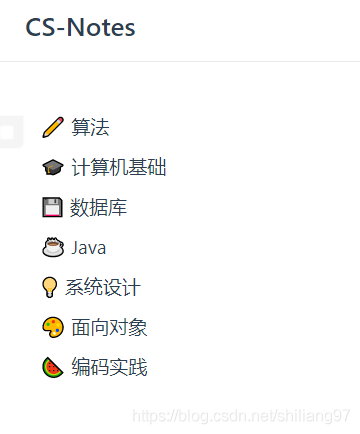 CS-Notes
✏️ 算法
🎓 计算机基础
💾 数据库
☕ Java
💡 系统设计
🎨 面向对象
🍉 编码实践
https://blog.csdn.net/shiliang97